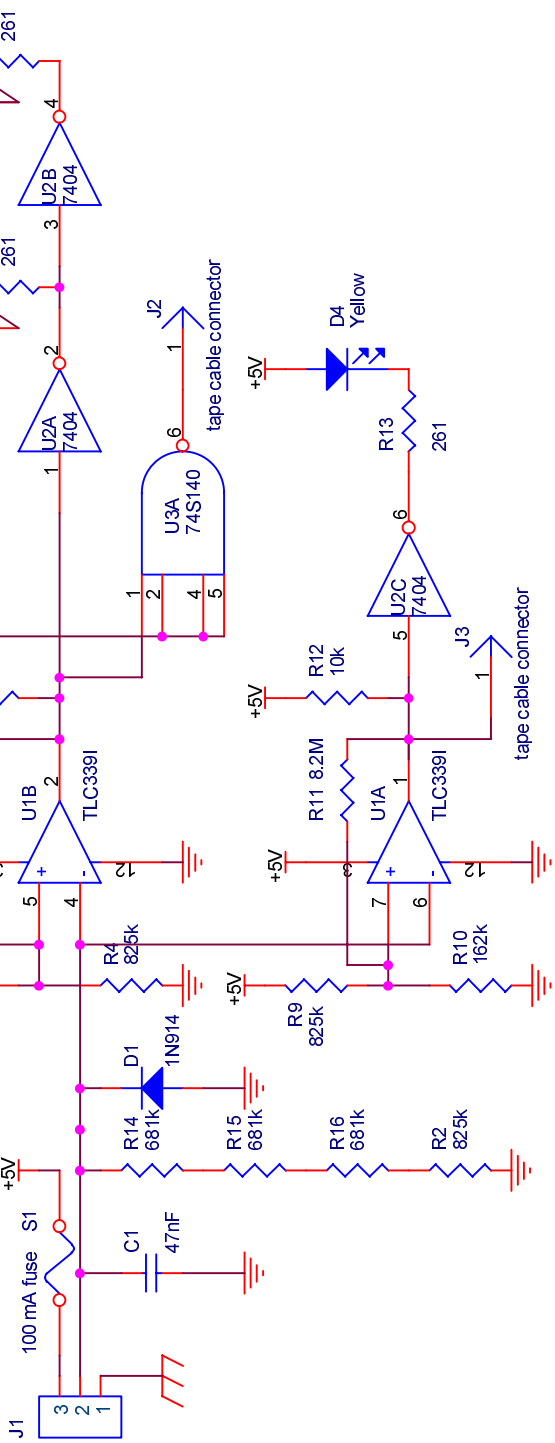 261
4
U2B
7404
3
261
2
U2A
7404
1
J2
1
tape cable connector
6
U3A
74S140
1
2
4
5
+5V
D4
Yellow
R13
261
6
U2C
7404
5
J3
1
tape cable connector
+5V
R12
10k
U1B
TLC339I
2
+
-
12
5
4
R11 8.2M
U1A
TLC339I
1
+5V
3
+
-
12
7
6
R4
825k
+5V
R9
825k
R10
162k
D1
1N914
R14
681k
R15
681k
R16
681k
R2
825k
+5V
S1
100 mA fuse
C1
47nF
J1
3
2
1